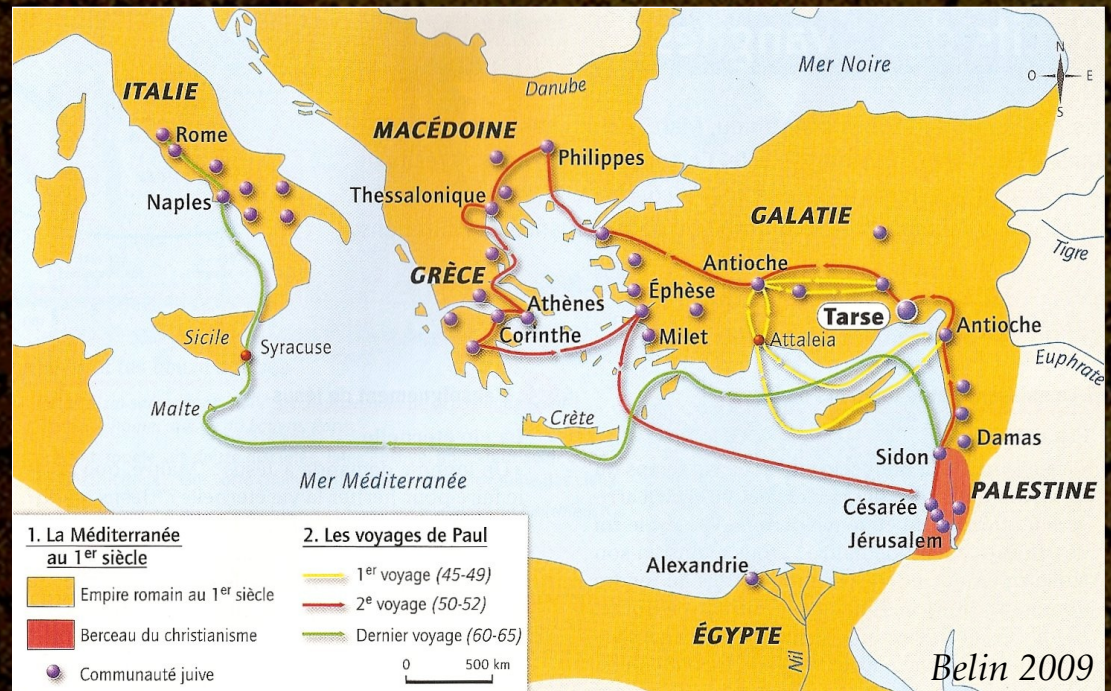 Mer Noire
N
O
E
S
Danube
ITALIE
Rome
MACÉDOINE
Philippes
Naples
Thessalonique
GALATIE
Tigre
Antioche
GRÈCE
Éphèse
Athènes
Tarse
Sicile
Syracuse
Corinthe
Milet
Attaleia
Antioche
Euphrate
Malte
Crète
Damas
Sidon
Mer Méditerranée
PALESTINE
Césarée
Jérusalem
Alexandrie
ÉGYPTE
Nil
1. La Méditerranée
au 1er siècle
Empire romain au 1er siècle
Berceau du christianisme
Communauté juive
2. Les voyages de Paul
1er voyage (45-49)
2e voyage (50-52)
Dernier voyage (60-65)
0 500 km
Belin 2009